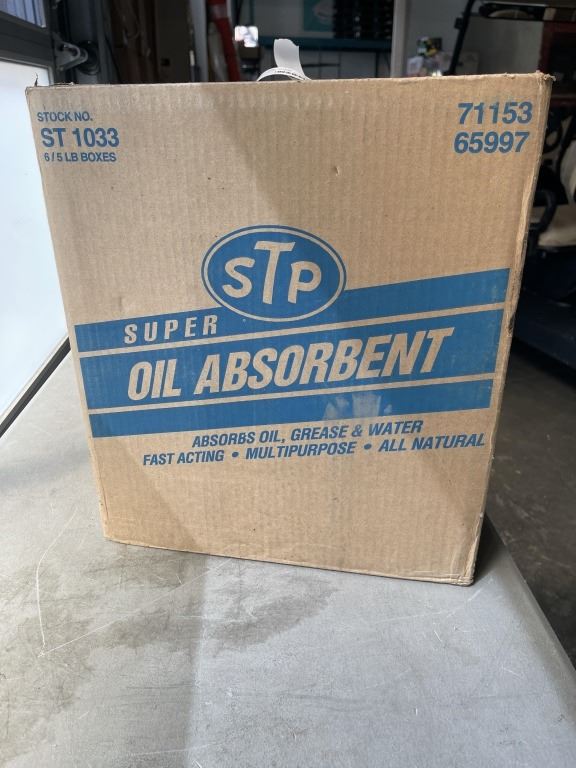 STOCK NO.
ST 1033
6 / 5 LB BOXES
71153
65997
STP
SUPER
OIL ABSORBENT
ABSORBS OIL, GREASE & WATER
FAST ACTING • MULTIPURPOSE • ALL NATURAL